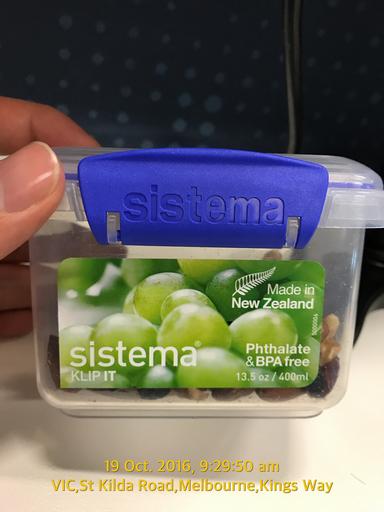 sistema
Made in
New Zealand
sistema®
KLIP IT
Phthalate
& BPA free
13.5 oz / 400ml
19 Oct. 2016, 9:29:50 am
VIC,St Kilda Road,Melbourne,Kings Way